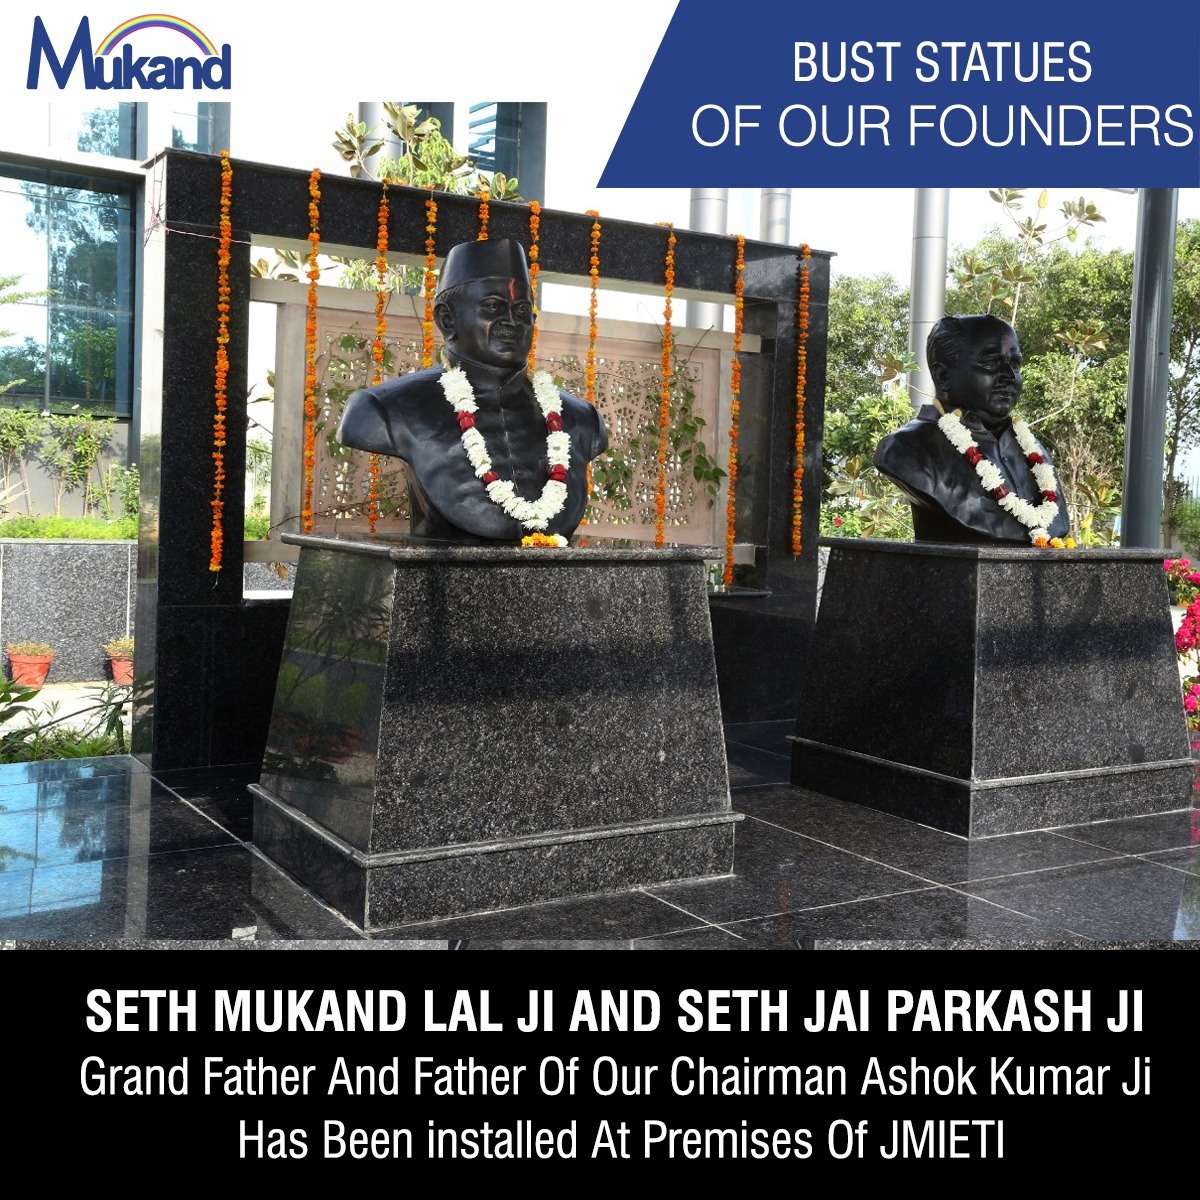 Mukand
BUST STATUES
OF OUR FOUNDERS
SETH MUKAND LAL JI AND SETH JAI PARKASH JI
Grand Father And Father Of Our Chairman Ashok Kumar Ji
Has Been installed At Premises Of JMIETI